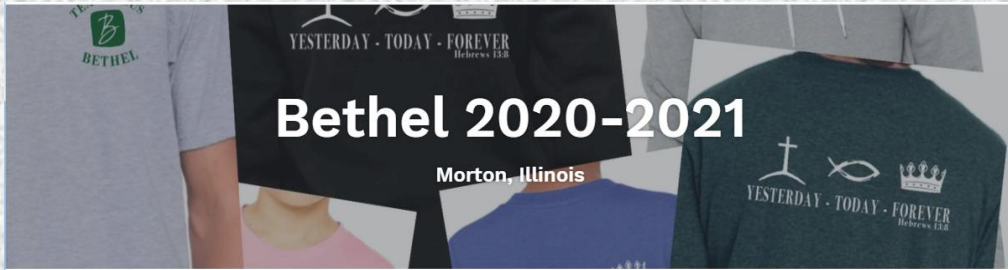 BETHEL
YESTERDAY - TODAY - FOREVER
Hebrews 13:8
Bethel 2020-2021
Morton, Illinois
YESTERDAY - TODAY - FOREVER
Hebrews 13:8